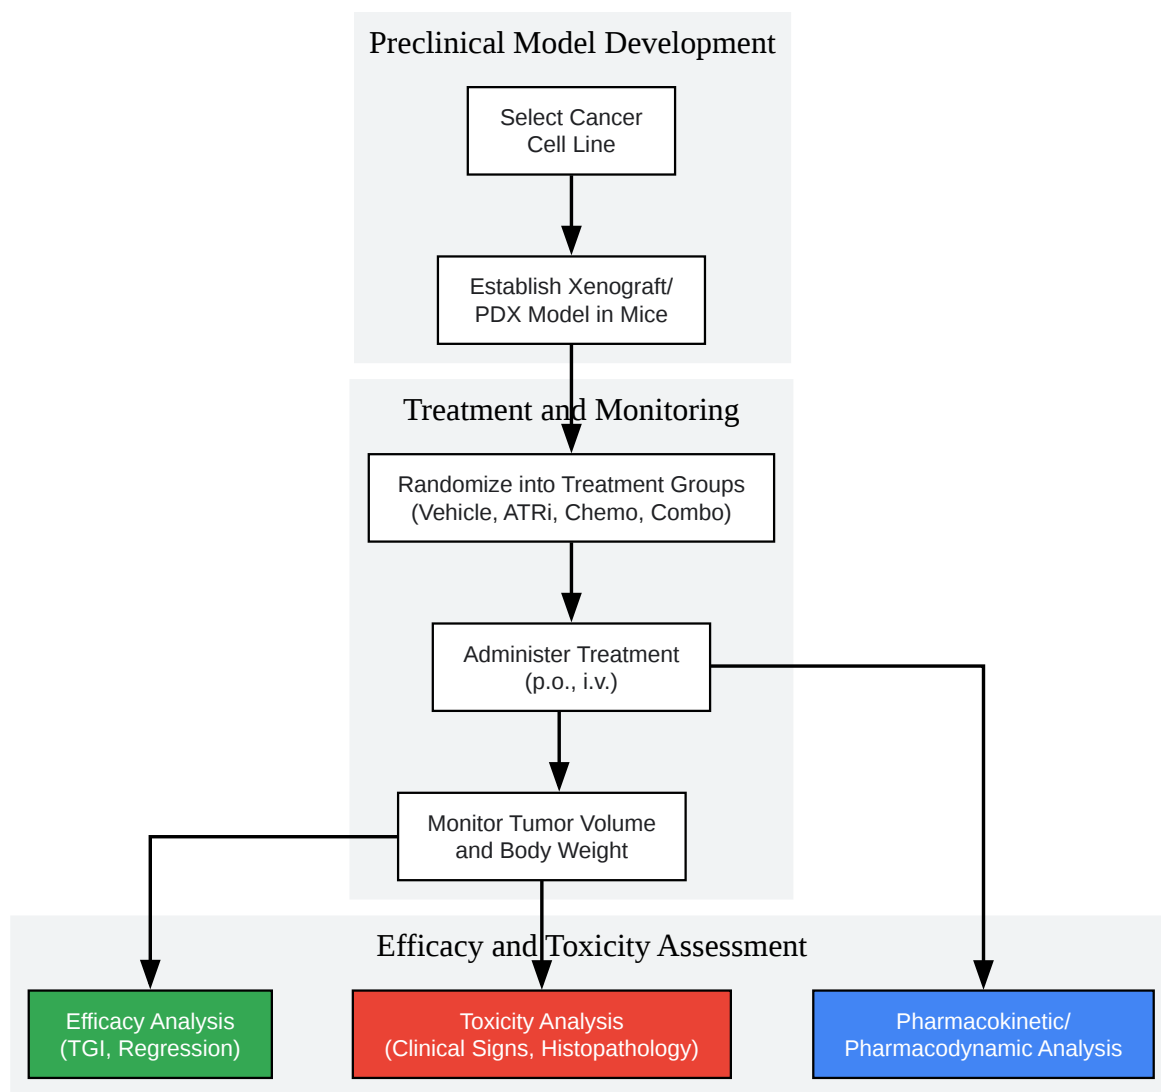 Preclinical Model Development
Select Cancer
Cell Line
Establish Xenograft/
PDX Model in Mice
Treatment and Monitoring
Randomize into Treatment Groups
(Vehicle, ATRi, Chemo, Combo)
Administer Treatment
(p.o., i.v.)
Monitor Tumor Volume
and Body Weight
Efficacy and Toxicity Assessment
Efficacy Analysis
(TGI, Regression)
Toxicity Analysis
(Clinical Signs, Histopathology)
Pharmacokinetic/
Pharmacodynamic Analysis